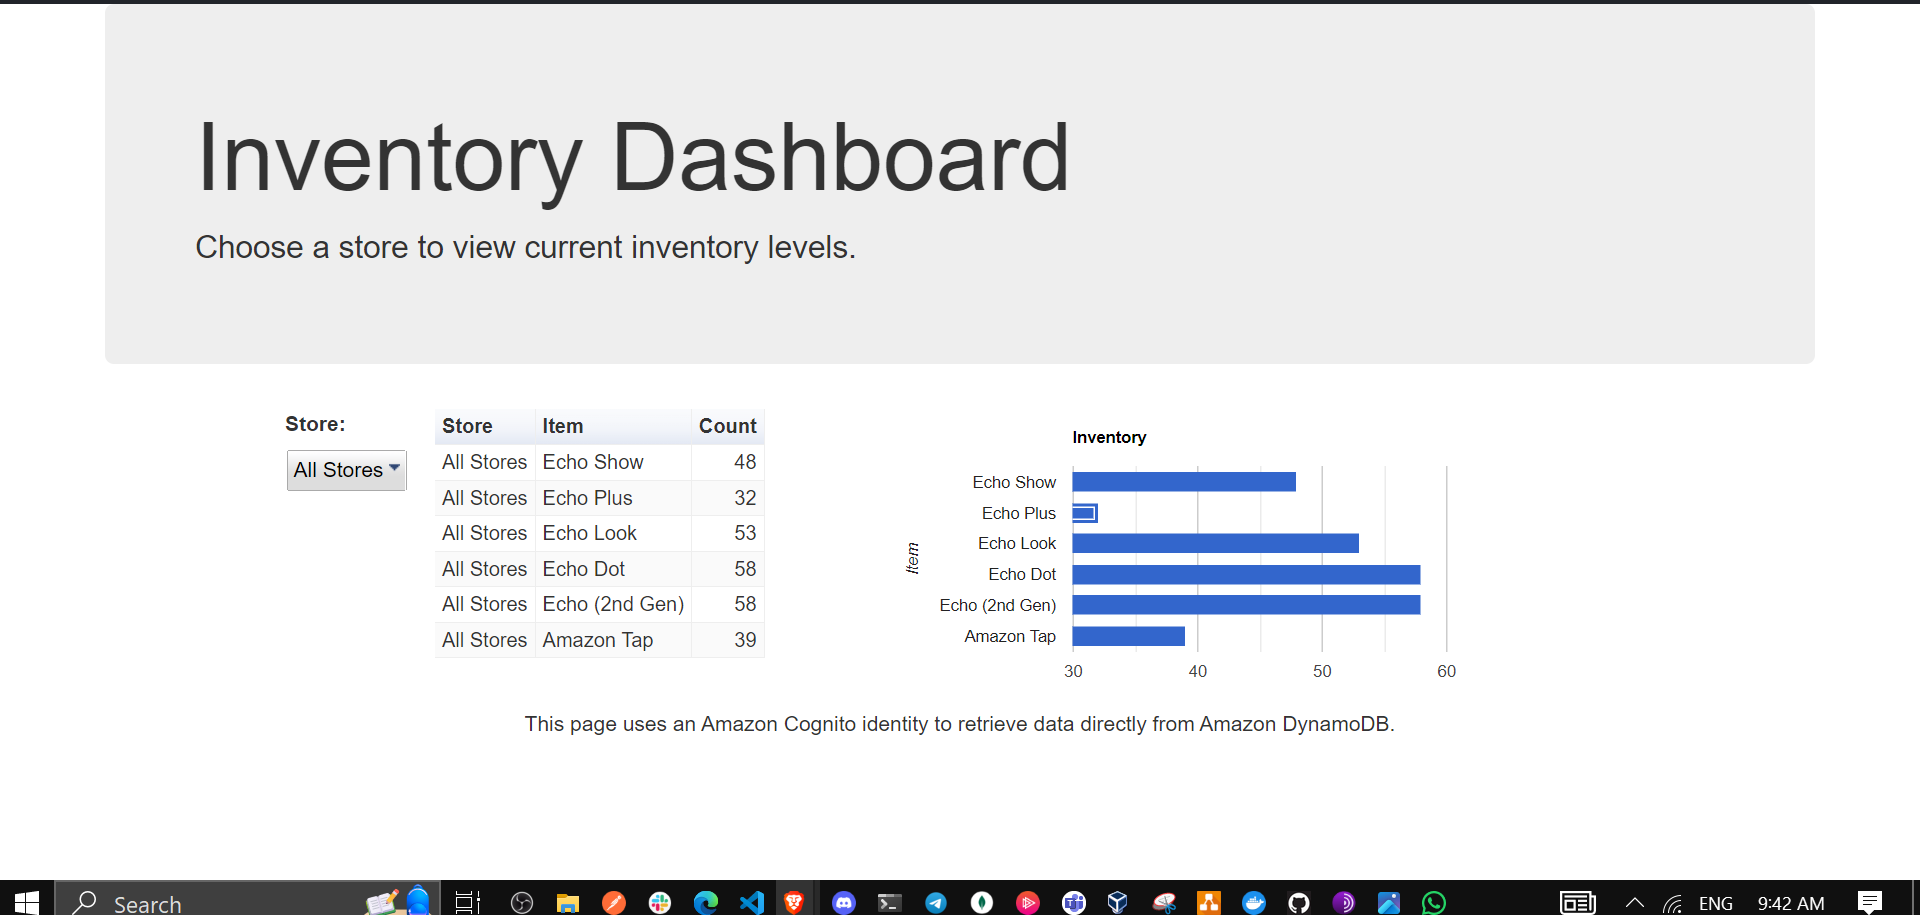 Inventory Dashboard
Choose a store to view current inventory levels.
Store:
All Stores
Store Item Count
All Stores Echo Show 48
All Stores Echo Plus 32
All Stores Echo Look 53
All Stores Echo Dot 58
All Stores Echo (2nd Gen) 58
All Stores Amazon Tap 39
Inventory
Item
Echo Show
Echo Plus
Echo Look
Echo Dot
Echo (2nd Gen)
Amazon Tap
30 40 50 60
This page uses an Amazon Cognito identity to retrieve data directly from Amazon DynamoDB.
Search
ENG 9:42 AM